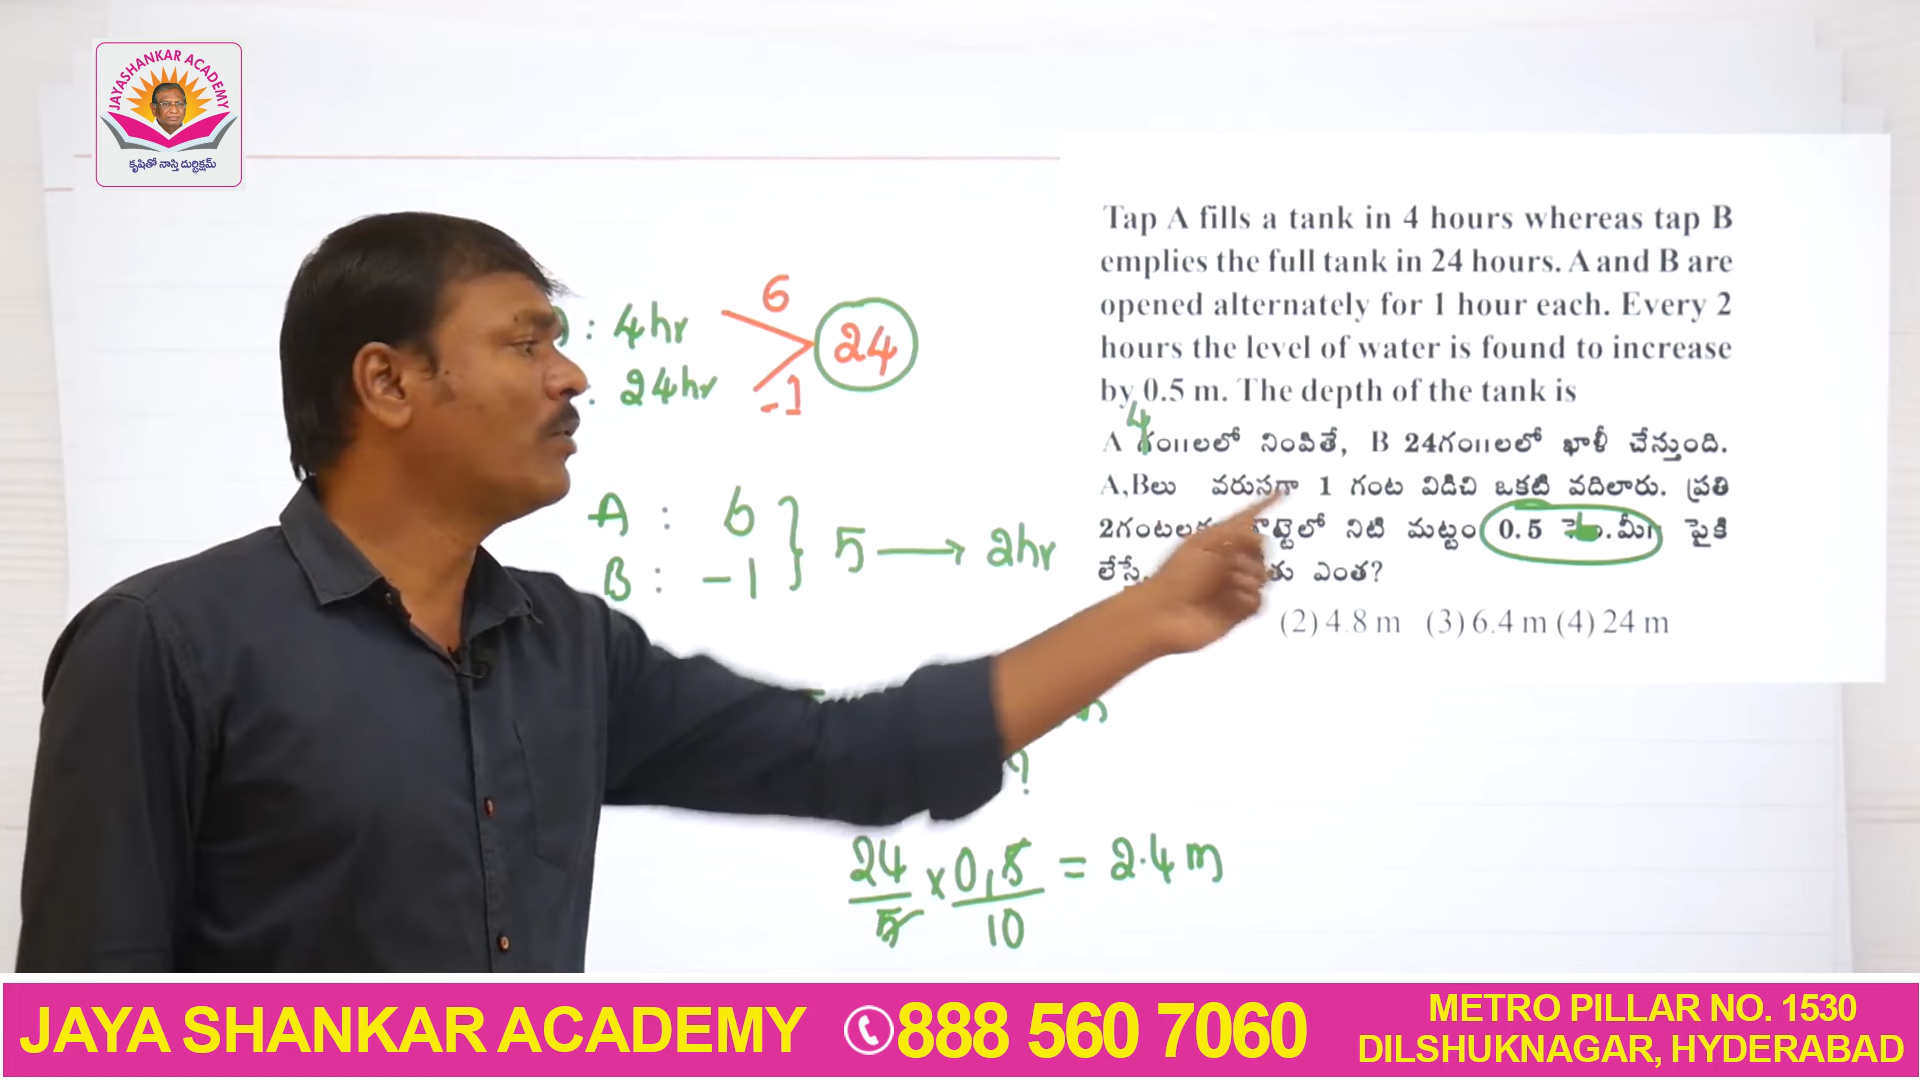 JAYASHANKAR ACADEMY
కృషితో నాస్తి దుర్భిక్షమ్
: 4hr
: 24hr
6
-1
24
A : 6
B : -1
5 → 2hr
24/5 × 0.5/10 = 2.4 m
Tap A fills a tank in 4 hours whereas tap B
emplies the full tank in 24 hours. A and B are
opened alternately for 1 hour each. Every 2
hours the level of water is found to increase
by 0.5 m. The depth of the tank is
4
A గం॥లలో నింపితే, B 24గం॥లలో ఖాళీ చేస్తుంది.
A,Bలు వరుసగా 1 గంట విడిచి ఒకటి వదిలారు. ప్రతి
నిటి మట్టం 0.5 పైకి
లేస్తే, ఎంత?
(2) 4.8 m (3) 6.4 m (4) 24 m
JAYA SHANKAR ACADEMY
888 560 7060
METRO PILLAR NO. 1530
DILSHUKNAGAR, HYDERABAD